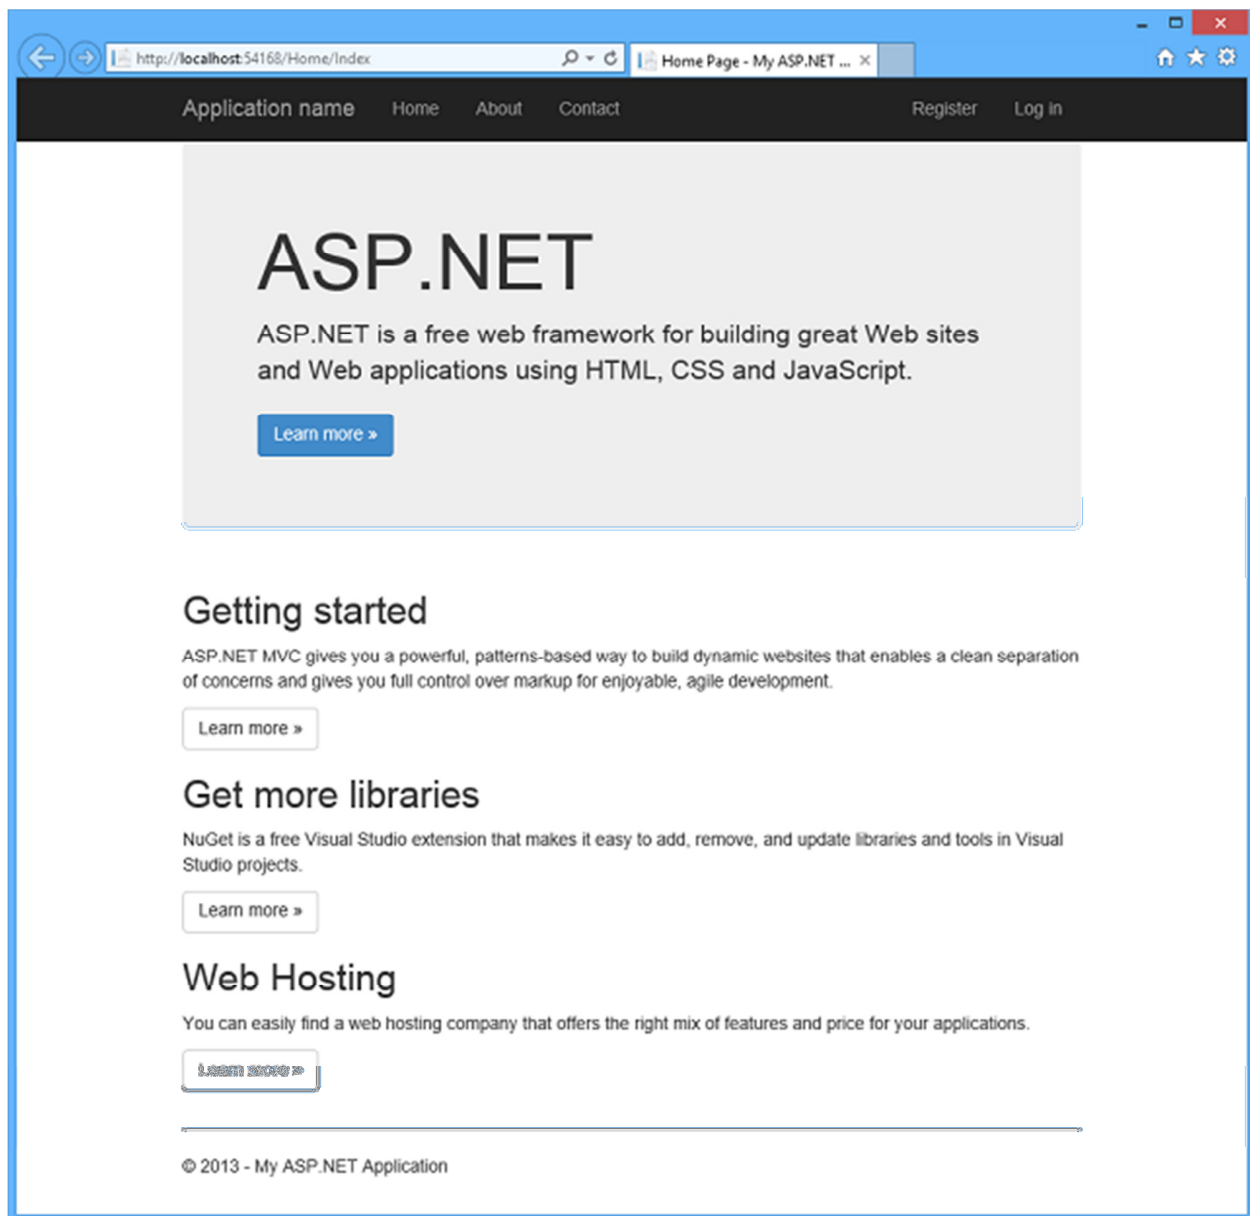 http://localhost:54168/Home/Index
Home Page - My ASP.NET ...
Application name Home About Contact Register Log in
ASP.NET
ASP.NET is a free web framework for building great Web sites
and Web applications using HTML, CSS and JavaScript.
Learn more »
Getting started
ASP.NET MVC gives you a powerful, patterns-based way to build dynamic websites that enables a clean separation
of concerns and gives you full control over markup for enjoyable, agile development.
Learn more »
Get more libraries
NuGet is a free Visual Studio extension that makes it easy to add, remove, and update libraries and tools in Visual
Studio projects.
Learn more »
Web Hosting
You can easily find a web hosting company that offers the right mix of features and price for your applications.
Learn more »
© 2013 - My ASP.NET Application